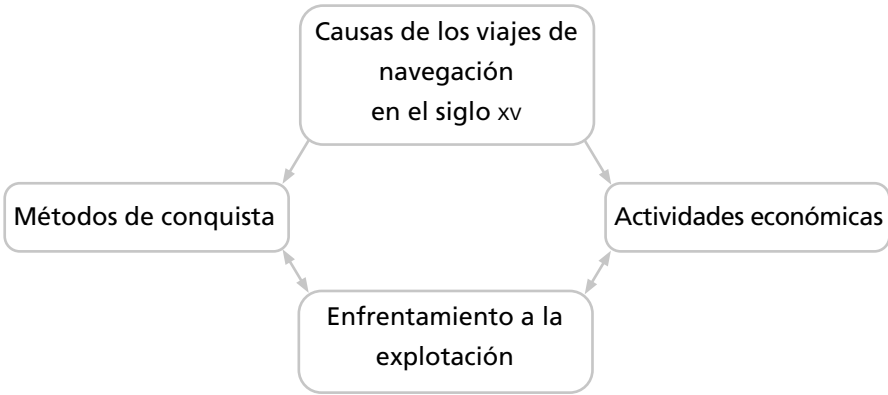 Causas de los viajes de
navegación
en el siglo XV
Métodos de conquista
Actividades económicas
Enfrentamiento a la
explotación